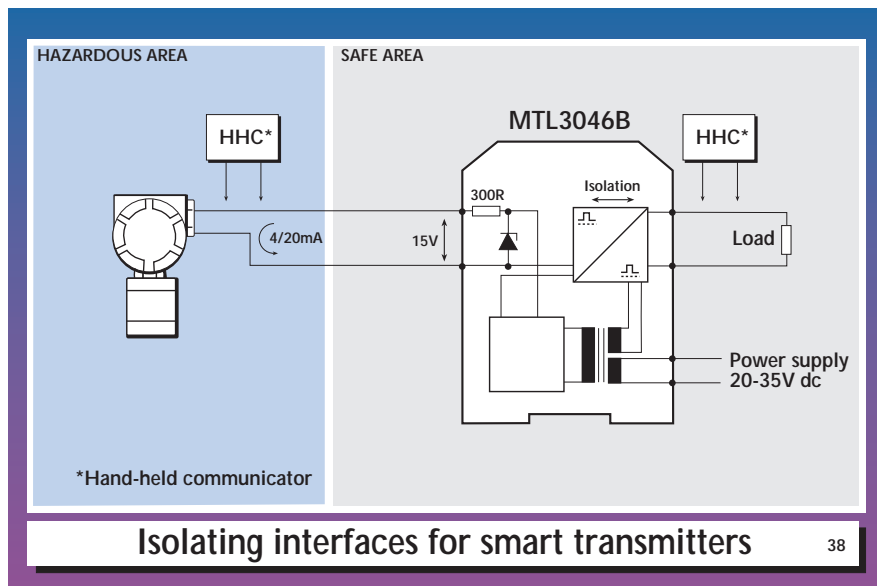 HAZARDOUS AREA
SAFE AREA
MTL3046B
HHC*
HHC*
300R
Isolation
4/20mA
15V
Load
Power supply
20-35V dc
*Hand-held communicator
Isolating interfaces for smart transmitters
38